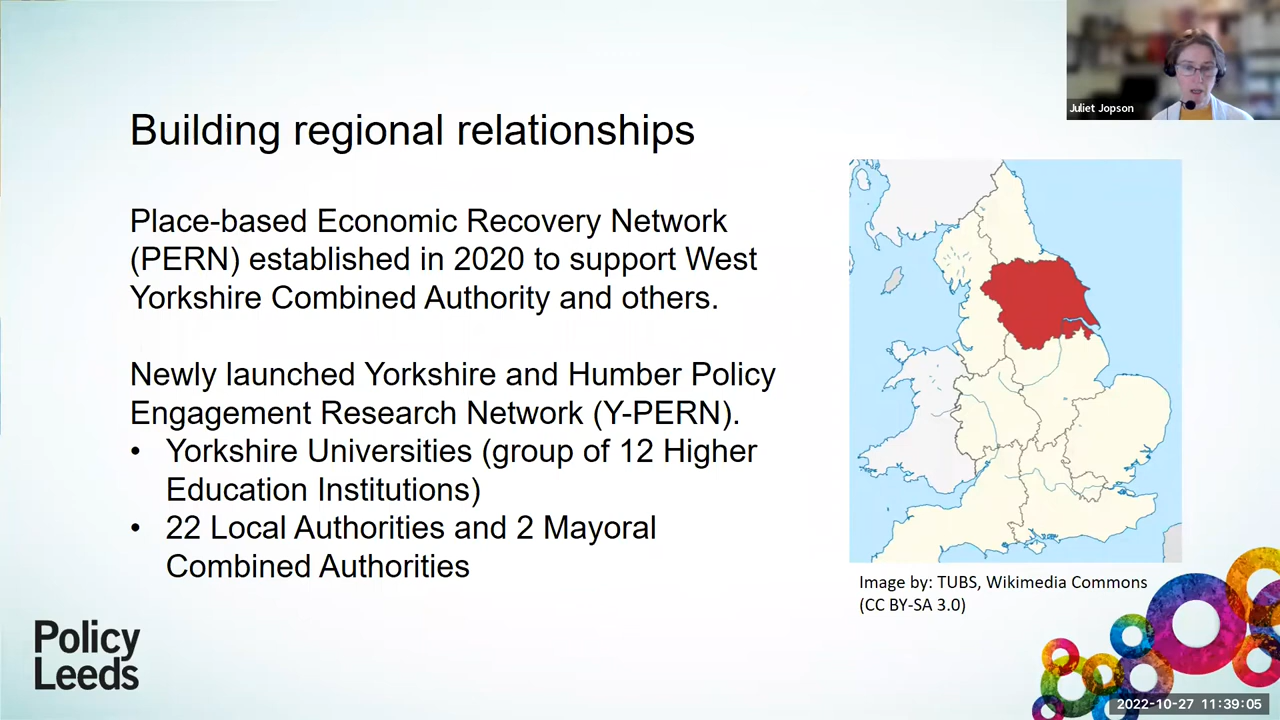 Juliet Jopson
Building regional relationships
Place-based Economic Recovery Network
(PERN) established in 2020 to support West
Yorkshire Combined Authority and others.
Newly launched Yorkshire and Humber Policy
Engagement Research Network (Y-PERN).
• Yorkshire Universities (group of 12 Higher
Education Institutions)
• 22 Local Authorities and 2 Mayoral
Combined Authorities
Image by: TUBS, Wikimedia Commons
(CC BY-SA 3.0)
Policy
Leeds
2022-10-27 11:39:05